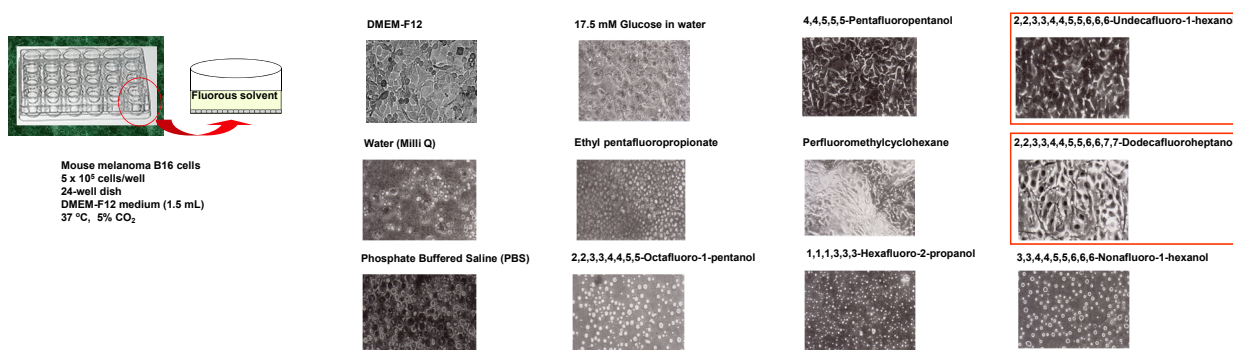 Fluorous solvent
Mouse melanoma B16 cells
5 x 10⁵ cells/well
24-well dish
DMEM-F12 medium (1.5 mL)
37 °C, 5% CO₂
DMEM-F12
17.5 mM Glucose in water
4,4,5,5,5-Pentafluoropentanol
2,2,3,3,4,4,5,5,6,6,6-Undecafluoro-1-hexanol
Water (Milli Q)
Ethyl pentafluoropropionate
Perfluoromethylcyclohexane
2,2,3,3,4,4,5,5,6,6,7,7-Dodecafluoroheptanol
Phosphate Buffered Saline (PBS)
2,2,3,3,4,4,5,5-Octafluoro-1-pentanol
1,1,1,3,3,3-Hexafluoro-2-propanol
3,3,4,4,5,5,6,6,6-Nonafluoro-1-hexanol